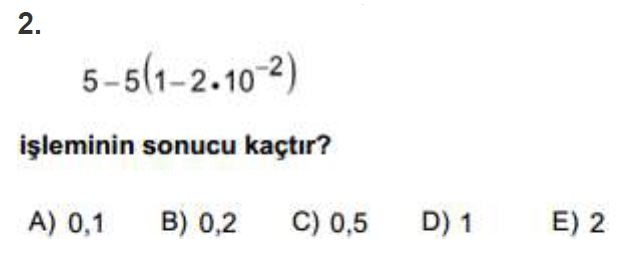 2.
5–5(1–2•10⁻²)
işleminin sonucu kaçtır?
A) 0,1 B) 0,2 C) 0,5 D) 1 E) 2